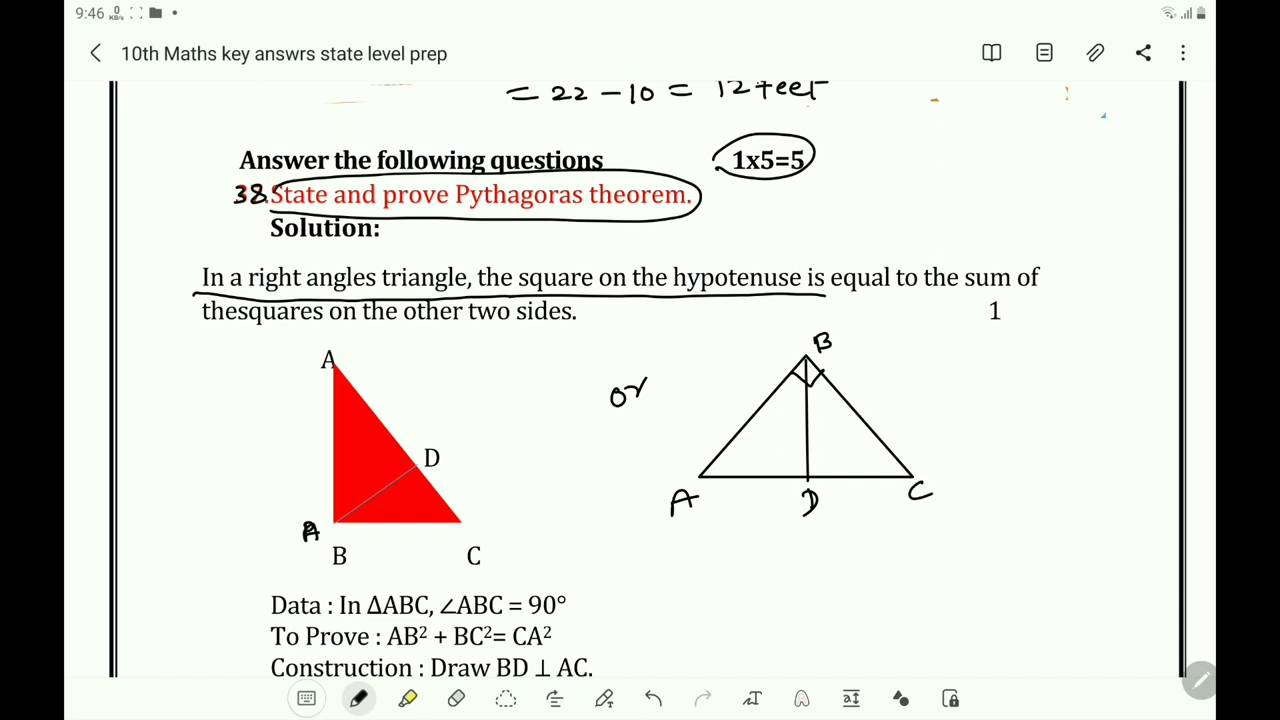 9:46 0 KB/s
10th Maths key answrs state level prep
= 22 - 10 = 12 feet
Answer the following questions 1x5=5
38. State and prove Pythagoras theorem.
Solution:
In a right angles triangle, the square on the hypotenuse is equal to the sum of
thesquares on the other two sides. 1
A
D
B C
or
B
A D C
Data : In ΔABC, ∠ABC = 90°
To Prove : AB² + BC²= CA²
Construction : Draw BD ⊥ AC.